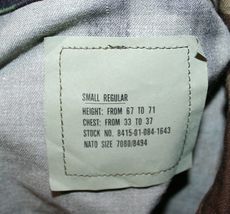 SMALL REGULAR
HEIGHT: FROM 67 TO 71
CHEST: FROM 33 TO 37
STOCK NO. 8415-01-084-1643
NATO SIZE 7080/8494